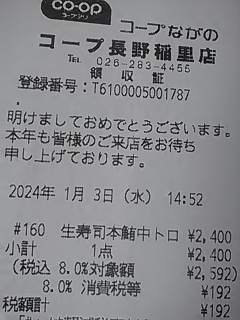 CO-OP
コープながの
コープ長野稲里店
TEL 026-283-4455
領収証
登録番号:T6100005001787
.
明けましておめでとうございます。
本年も皆様のご来店をお待ち
申し上げております。
2024年 1月 3日(水) 14:52
#160 生寿司本鮪中トロ ¥2,400
小計 1点 ¥2,400
(税込 8.0%対象額 ¥2,592)
8.0% 消費税等 ¥192
税額計 ¥192